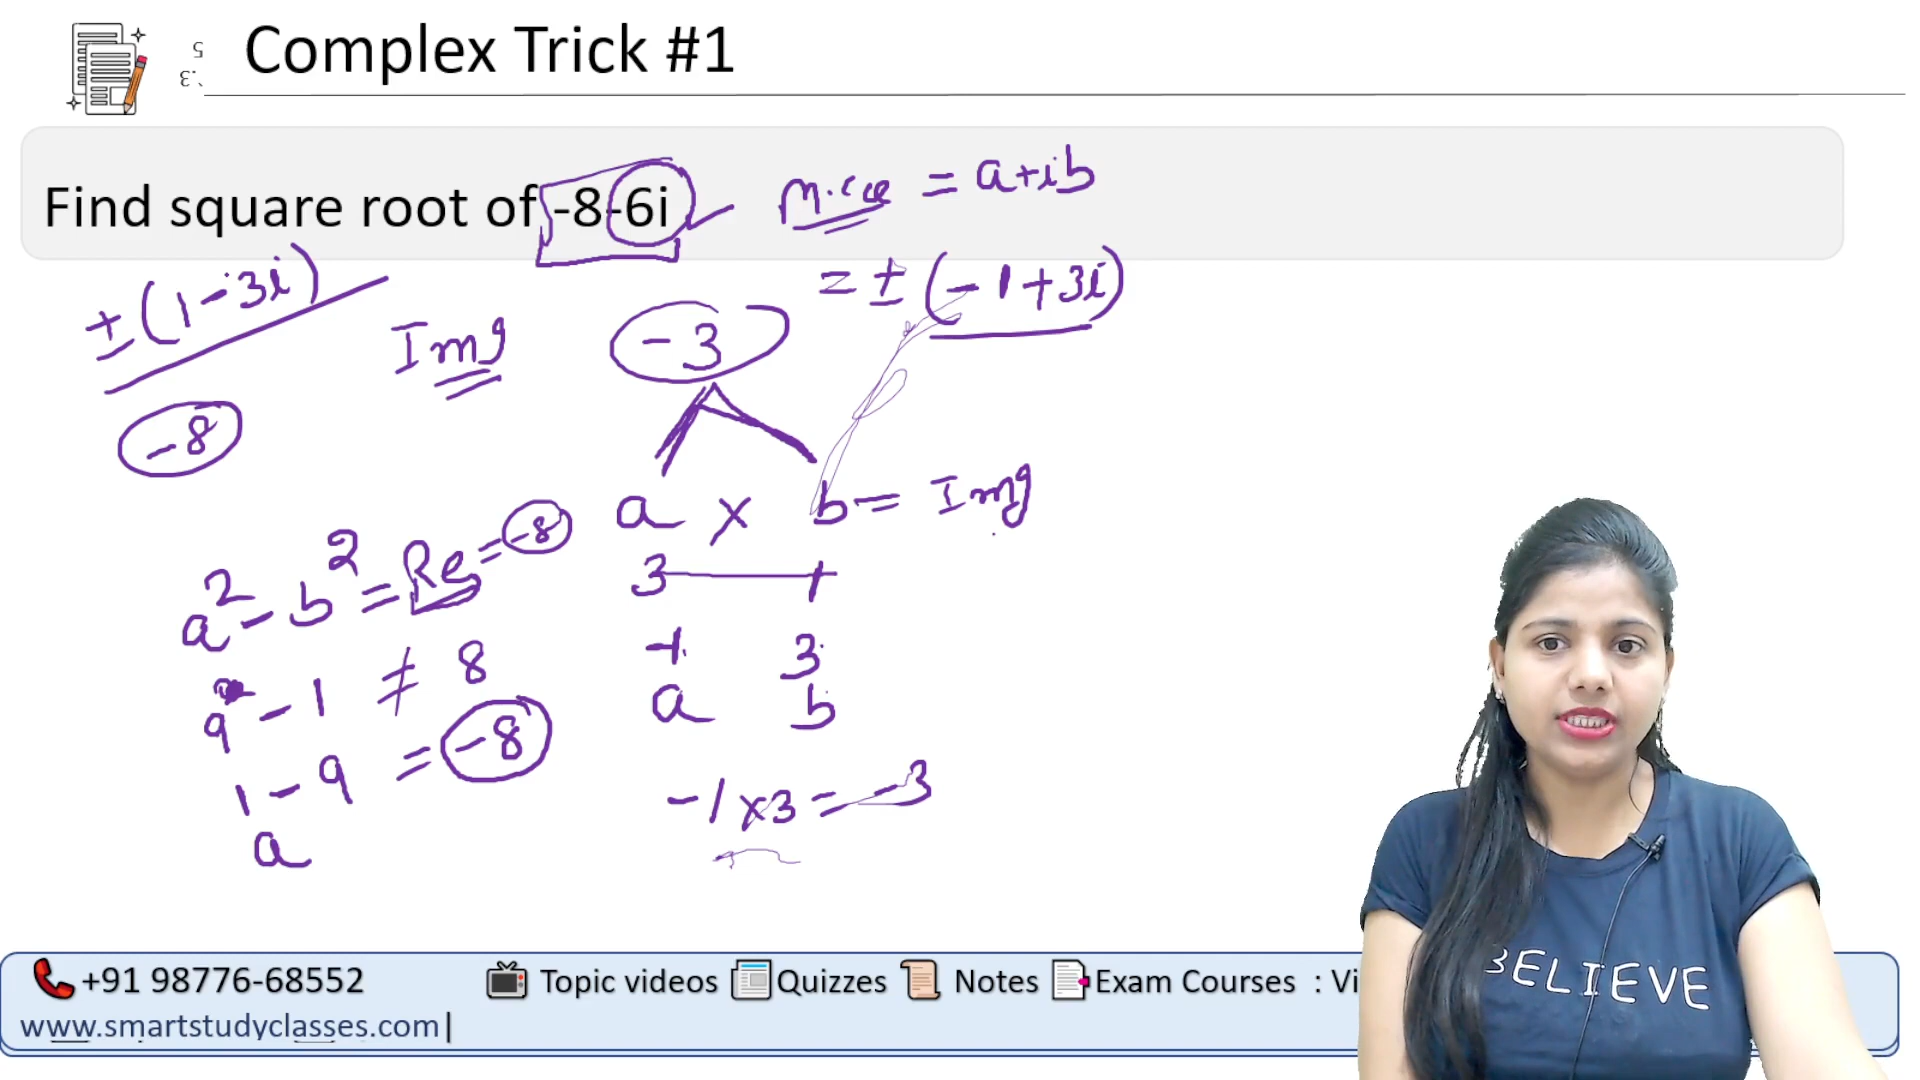 Complex Trick #1
Find square root of -8-6i
= a+ib
= ± (-1+3i)
±(1-3i)
Img
-3
-8
a x b = Img
a² - b² = Re = -8
3 1
-1 3
9 - 1 ≠ 8
a b
1 - 9 = -8
-1 x 3 = -3
a
+91 98776-68552 Topic videos Quizzes Notes Exam Courses : Vi
www.smartstudyclasses.com|
BELIEVE